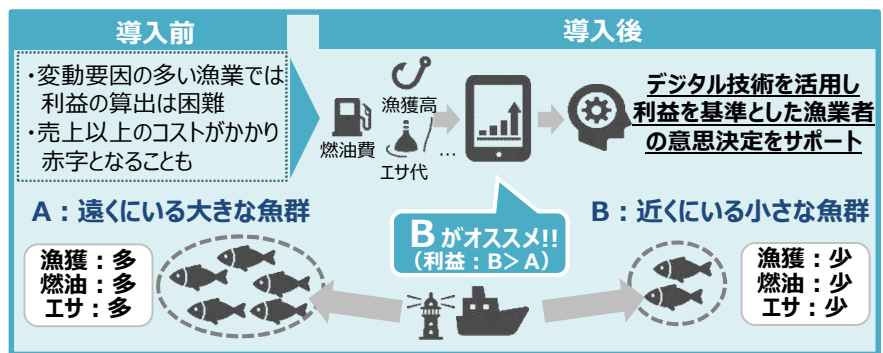 導入前
導入後
・変動要因の多い漁業では
利益の算出は困難
・売上以上のコストがかかり
赤字となることも
漁獲高
燃油費
エサ代
…
デジタル技術を活用し
利益を基準とした漁業者
の意思決定をサポート
A：遠くにいる大きな魚群
B：近くにいる小さな魚群
Bがオススメ!!
（利益：B＞A）
漁獲：多
燃油：多
エサ：多
漁獲：少
燃油：少
エサ：少